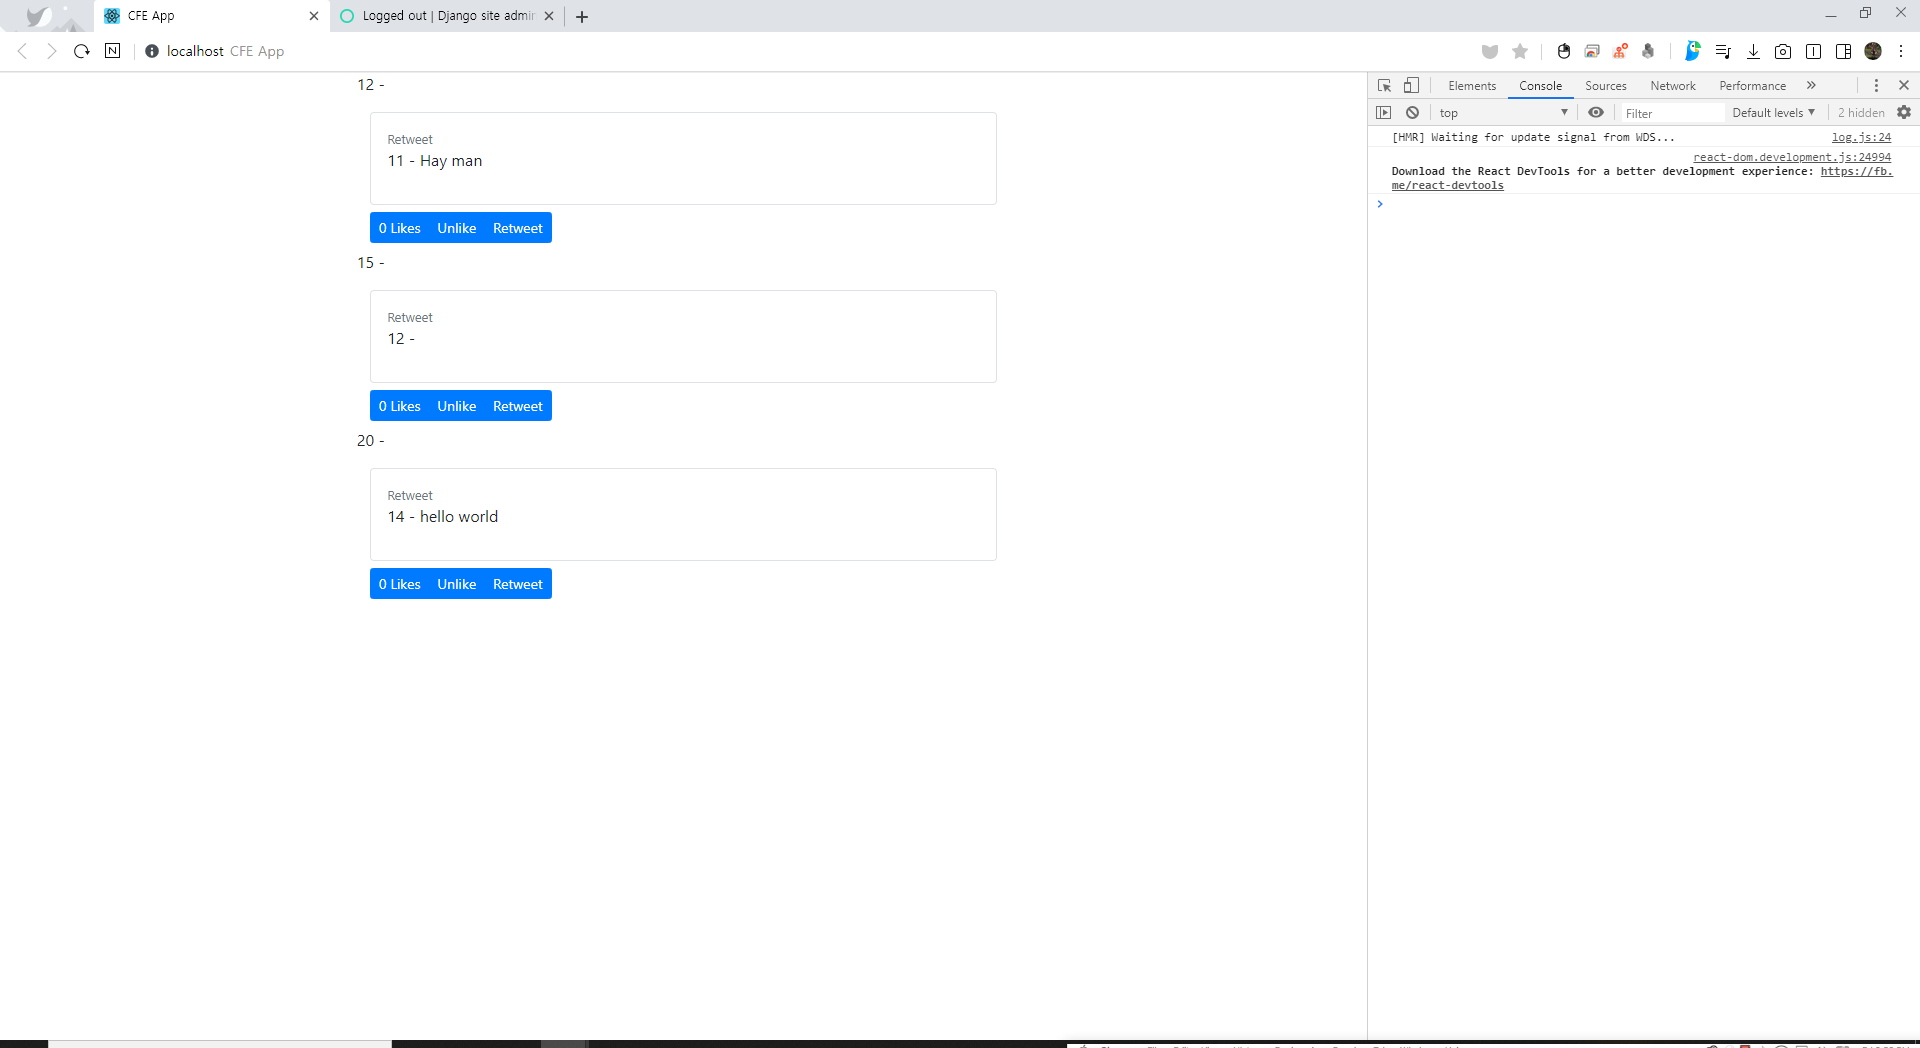 CFE App
Logged out | Django site admin
localhost CFE App
12 -
Retweet
11 - Hay man
0 Likes Unlike Retweet
15 -
Retweet
12 -
0 Likes Unlike Retweet
20 -
Retweet
14 - hello world
0 Likes Unlike Retweet
Elements Console Sources Network Performance »
top Filter Default levels ▼ 2 hidden
[HMR] Waiting for update signal from WDS... log.js:24
react-dom.development.js:24994
Download the React DevTools for a better development experience: https://fb.
me/react-devtools